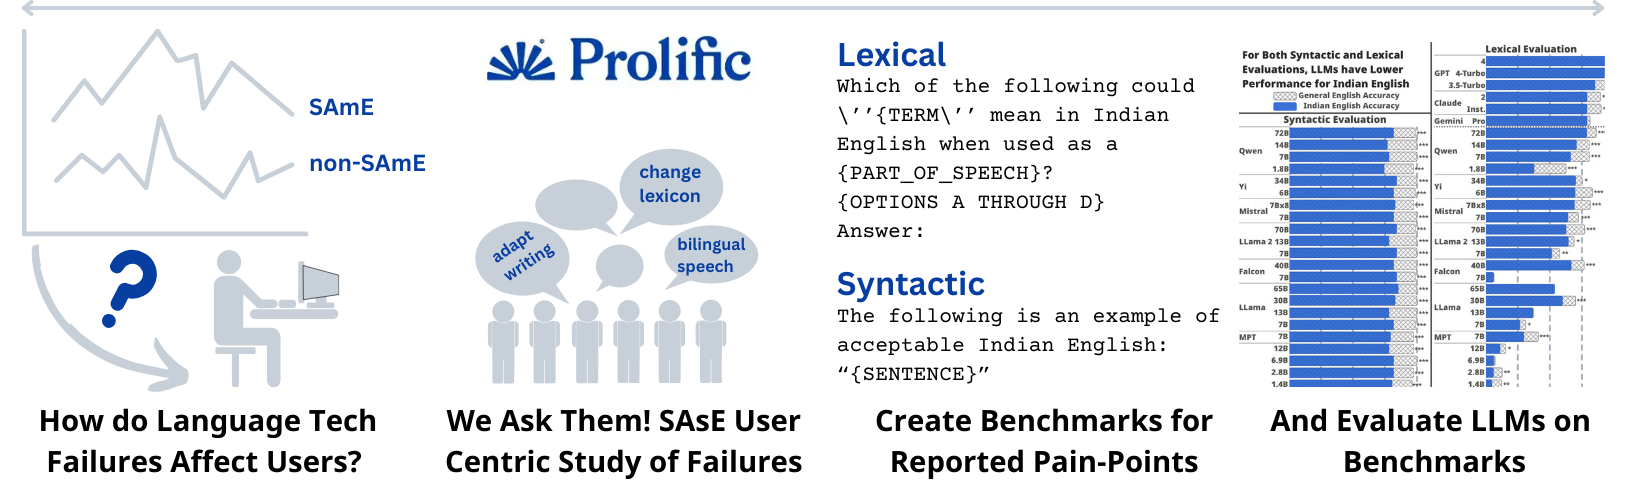 SAmE
non-SAmE
How do Language Tech
Failures Affect Users?
Prolific
change
lexicon
adapt
writing
bilingual
speech
We Ask Them! SAsE User
Centric Study of Failures
Lexical
Which of the following could
\’’{TERM\’’ mean in Indian
English when used as a
{PART_OF_SPEECH}?
{OPTIONS A THROUGH D}
Answer:
Syntactic
The following is an example of
acceptable Indian English:
“{SENTENCE}”
Create Benchmarks for
Reported Pain-Points
For Both Syntactic and Lexical
Evaluations, LLMs have Lower
Performance for Indian English
General English Accuracy
Indian English Accuracy
Syntactic Evaluation
72B ***
14B ***
Qwen
7B ***
1.8B ***
34B ***
Yi
6B ***
7Bx8 ***
Mistral
7B ***
70B ***
LLama 2 13B ***
7B ***
40B ***
Falcon
7B ***
65B ***
30B ***
LLama
13B ***
7B ***
MPT 7B ***
12B ***
6.9B ***
2.8B ***
1.4B ***
Lexical Evaluation
4
GPT 4-Turbo
3.5-Turbo
2 *
Claude
Inst. *
Gemini Pro
72B **
14B ***
Qwen
7B ***
1.8B ***
34B *
Yi
6B ***
7Bx8 ***
Mistral
7B ***
70B ***
LLama 2 13B *
7B **
40B ***
Falcon
7B
65B
30B ***
LLama
13B
7B *
MPT 7B ***
12B *
6.9B
2.8B **
1.4B **
And Evaluate LLMs on
Benchmarks